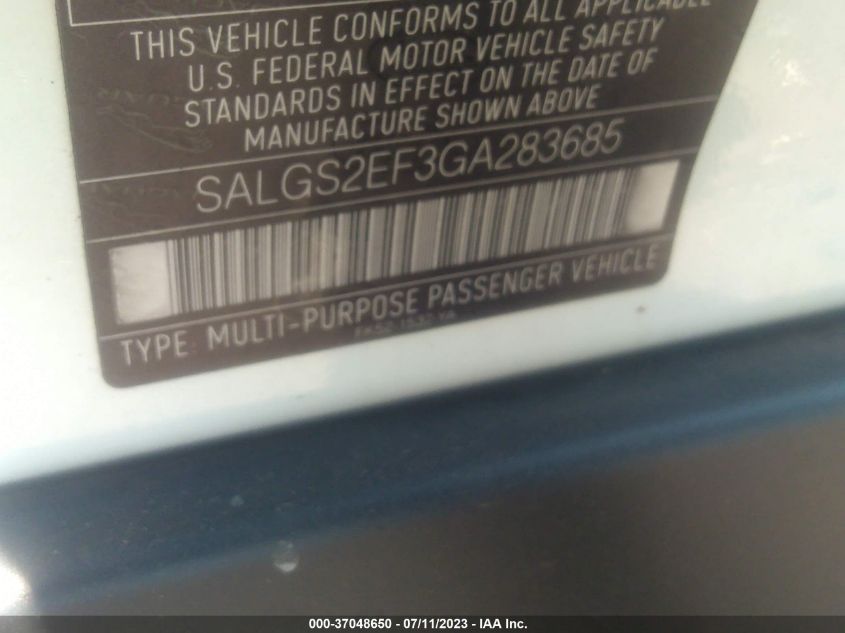 THIS VEHICLE CONFORMS TO ALL APPLICABLE
U.S. FEDERAL MOTOR VEHICLE SAFETY
STANDARDS IN EFFECT ON THE DATE OF
MANUFACTURE SHOWN ABOVE
SALGS2EF3GA283685
TYPE: MULTI-PURPOSE PASSENGER VEHICLE
000-37048650 - 07/11/2023 - IAA Inc.